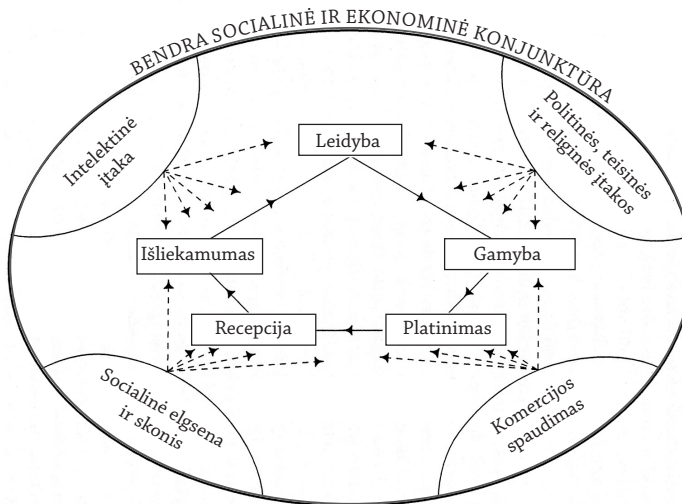 BENDRA SOCIALINĖ IR EKONOMINĖ KONJUNKTŪRA
Intelektinė
įtaka
Politinės, teisinės
ir religinės įtakos
Leidyba
Išliekamumas
Gamyba
Recepcija
Platinimas
Socialinė elgsena
ir skonis
Komercijos
spaudimas